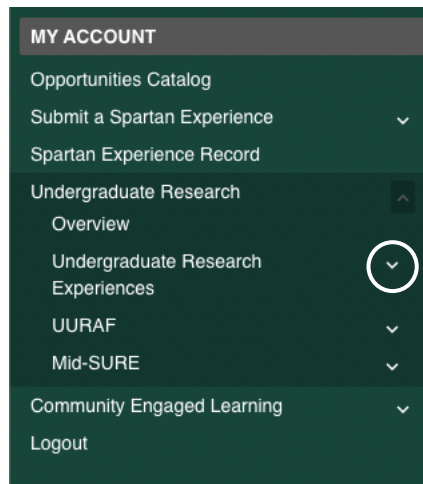 MY ACCOUNT
Opportunities Catalog
Submit a Spartan Experience
Spartan Experience Record
Undergraduate Research
Overview
Undergraduate Research
Experiences
UURAF
Mid-SURE
Community Engaged Learning
Logout